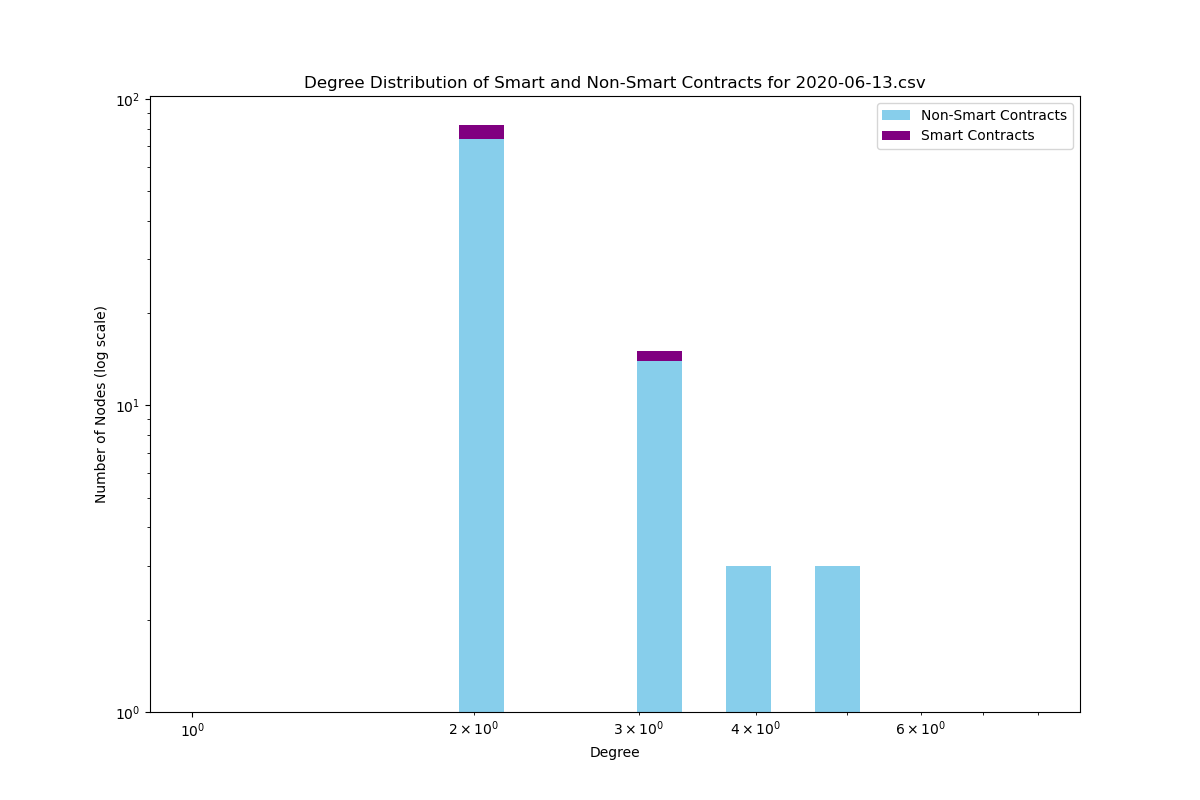 Degree Distribution of Smart and Non-Smart Contracts for 2020-06-13.csv
Non-Smart Contracts
Smart Contracts
Number of Nodes (log scale)
10²
10¹
10⁰
10⁰ 2 × 10⁰ 3 × 10⁰ 4 × 10⁰ 6 × 10⁰
Degree